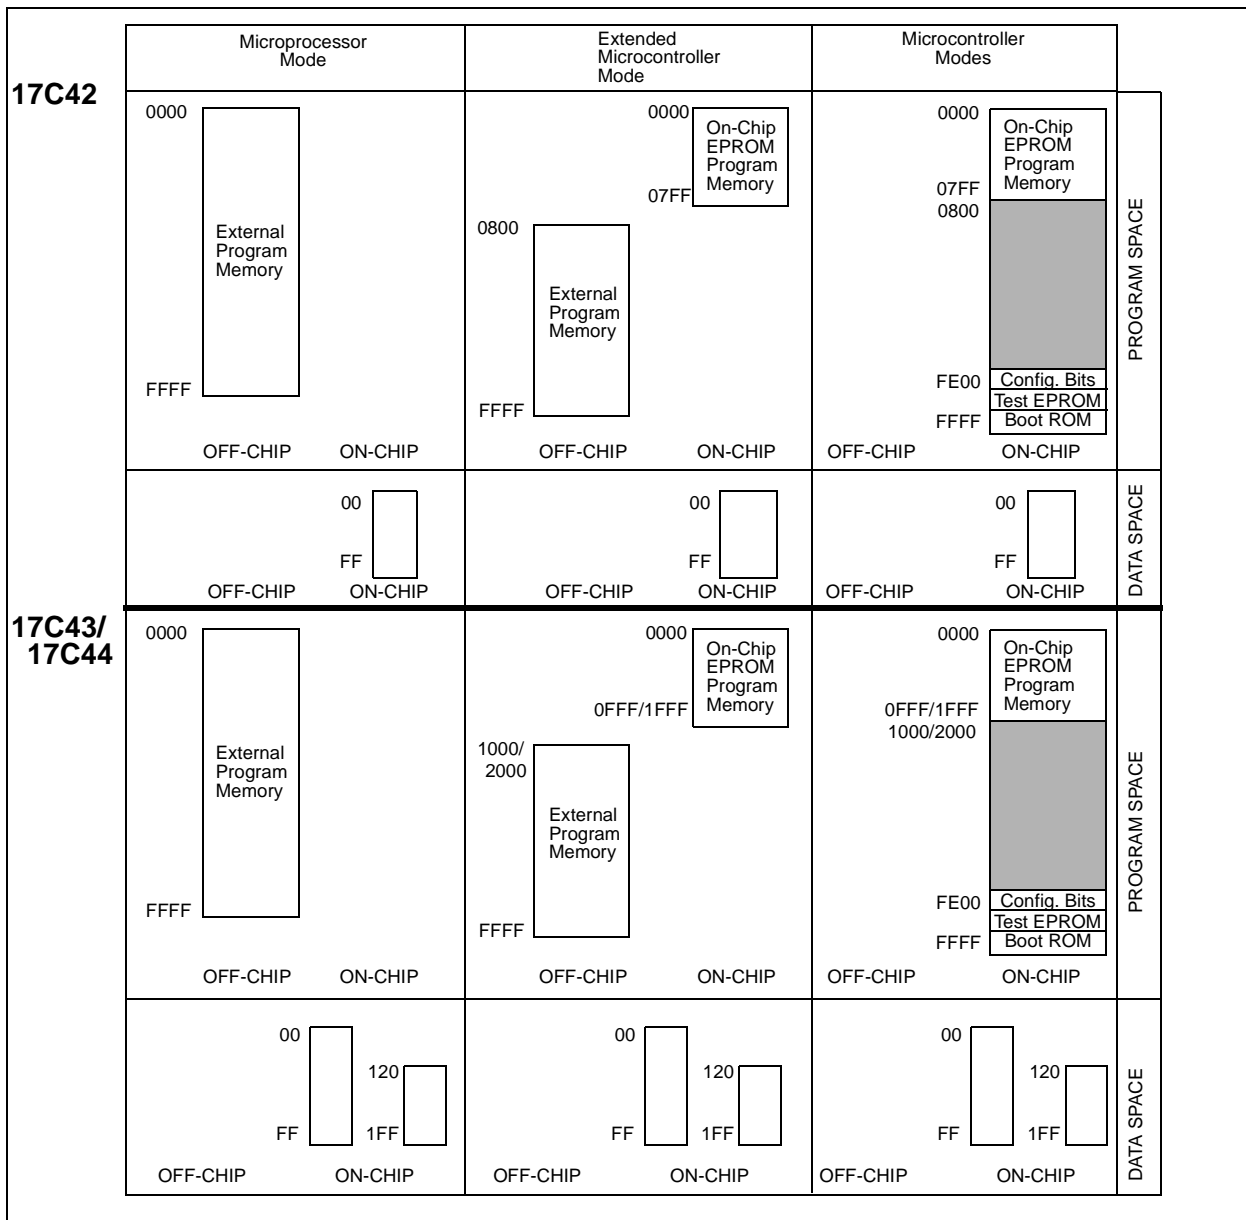 Microprocessor
Mode
Extended
Microcontroller
Mode
Microcontroller
Modes
17C42
0000
External
Program
Memory
FFFF
OFF-CHIP ON-CHIP
0000
On-Chip
EPROM
Program
Memory
07FF
0800
External
Program
Memory
FFFF
OFF-CHIP ON-CHIP
0000
On-Chip
EPROM
Program
Memory
07FF
0800
FE00 Config. Bits
Test EPROM
FFFF Boot ROM
OFF-CHIP ON-CHIP
PROGRAM SPACE
00
FF
OFF-CHIP ON-CHIP
00
FF
OFF-CHIP ON-CHIP
00
FF
OFF-CHIP ON-CHIP
DATA SPACE
17C43/
17C44
0000
External
Program
Memory
FFFF
OFF-CHIP ON-CHIP
0000
On-Chip
EPROM
Program
Memory
0FFF/1FFF
1000/
2000
External
Program
Memory
FFFF
OFF-CHIP ON-CHIP
0000
On-Chip
EPROM
Program
Memory
0FFF/1FFF
1000/2000
FE00 Config. Bits
Test EPROM
FFFF Boot ROM
OFF-CHIP ON-CHIP
PROGRAM SPACE
00
120
FF 1FF
OFF-CHIP ON-CHIP
00
120
FF 1FF
OFF-CHIP ON-CHIP
00
120
FF 1FF
OFF-CHIP ON-CHIP
DATA SPACE